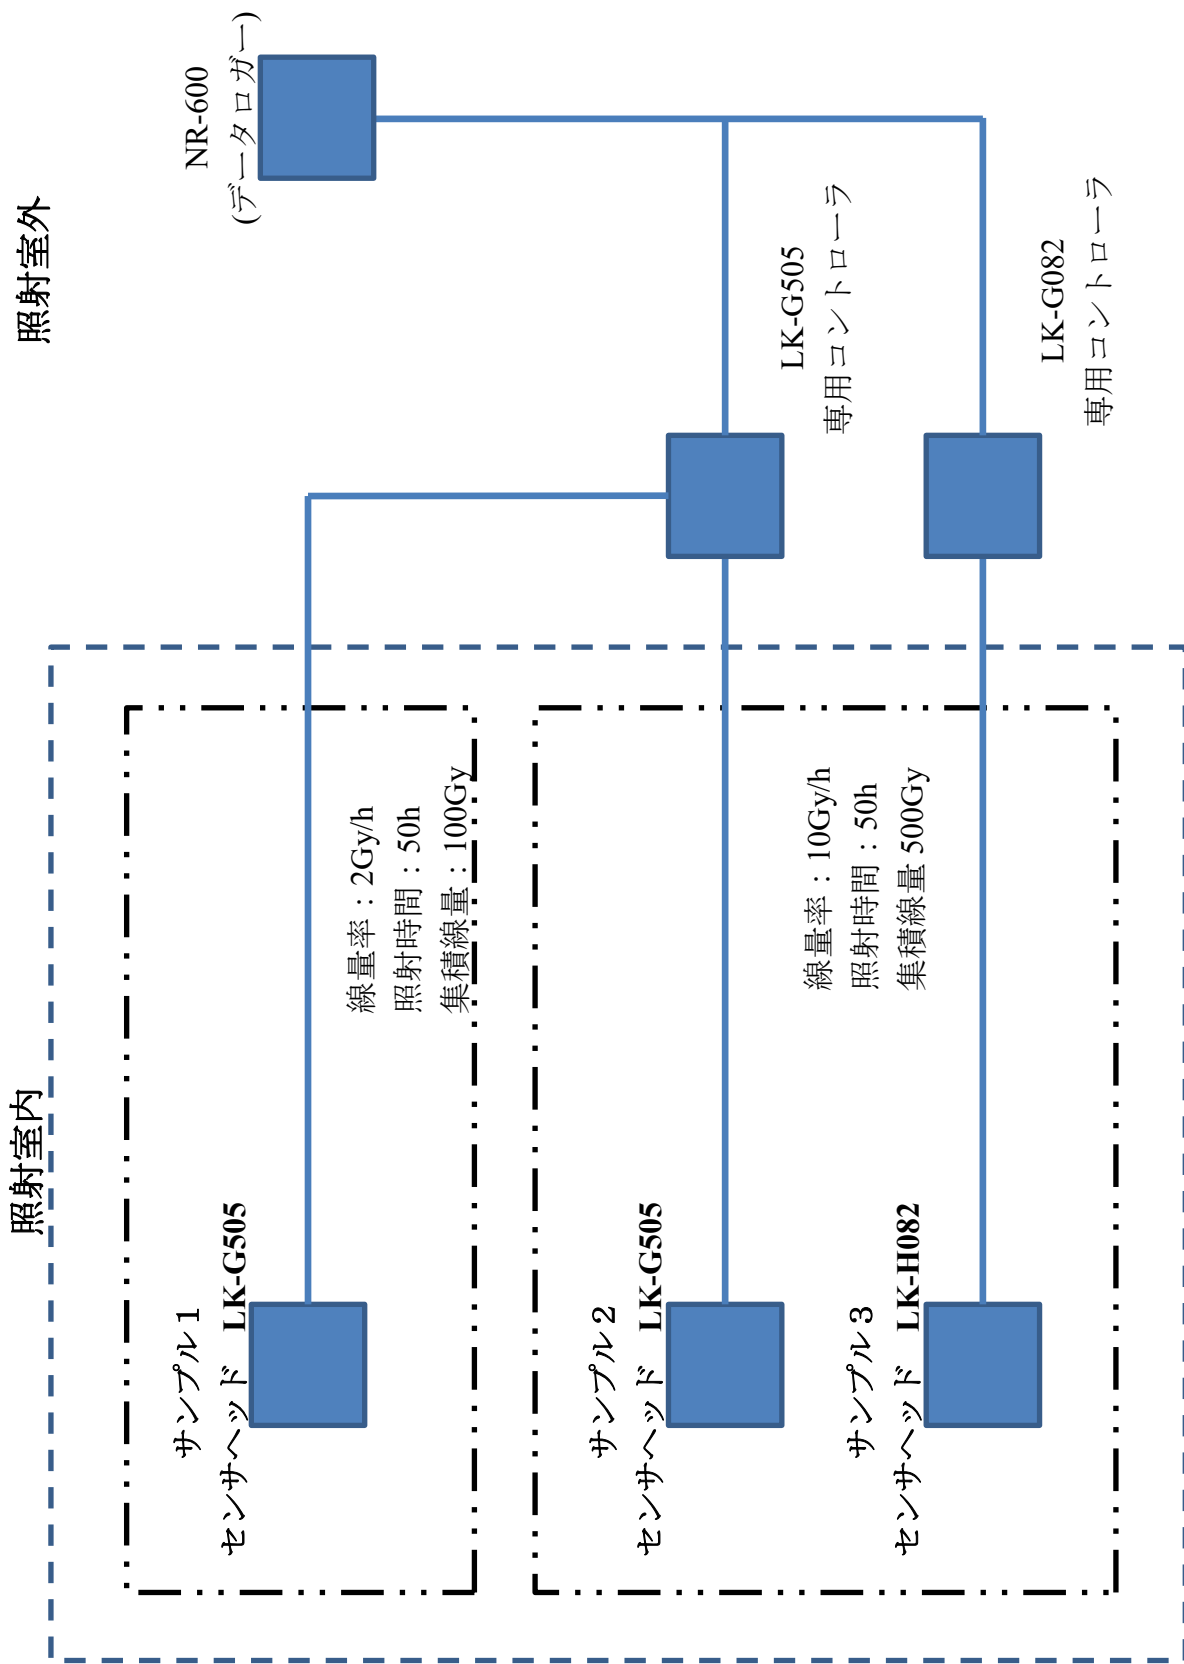 照射室内
照射室外
サンプル１
センサヘッド　LK-G505
線量率：2Gy/h
照射時間：50h
集積線量：100Gy
NR-600
(データロガー)
サンプル２
センサヘッド　LK-G505
線量率：10Gy/h
照射時間：50h
集積線量 500Gy
LK-G505
専用コントローラ
サンプル３
センサヘッド　LK-H082
LK-G082
専用コントローラ